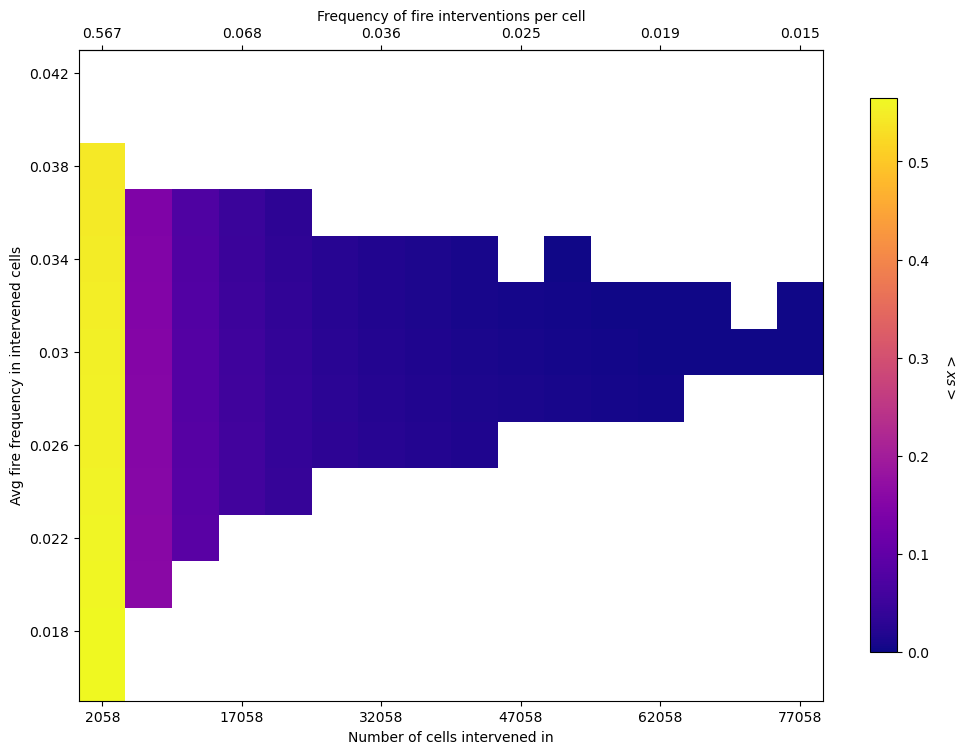 Frequency of fire interventions per cell
0.567 0.068 0.036 0.025 0.019 0.015
0.042
0.038
0.034
0.03
0.026
0.022
0.018
Avg fire frequency in intervened cells
2058 17058 32058 47058 62058 77058
Number of cells intervened in
0.5
0.4
0.3
0.2
0.1
0.0
< sx >